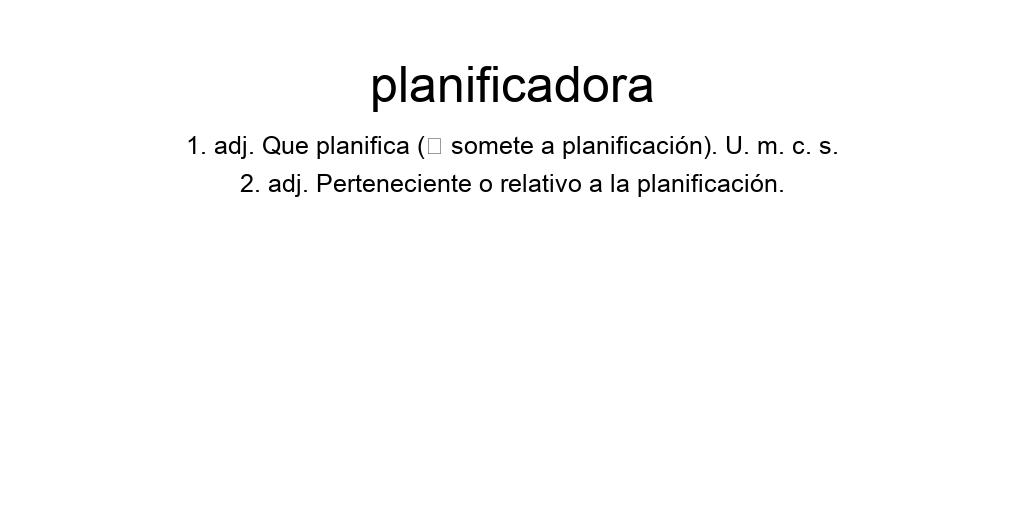 planificadora
1. adj. Que planifica (□ somete a planificación). U. m. c. s.
2. adj. Perteneciente o relativo a la planificación.